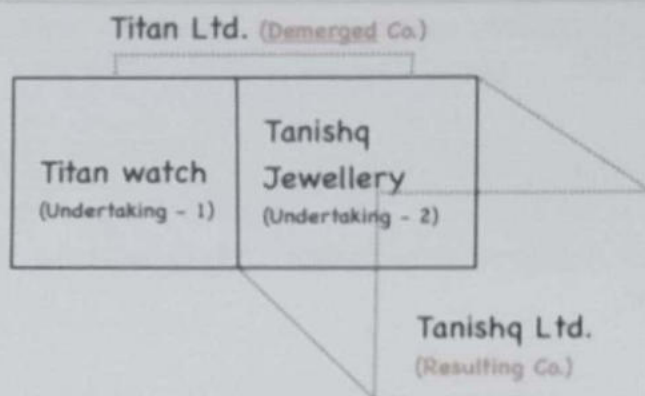 Titan Ltd. (Demerged Co.)
Titan watch
(Undertaking - 1)
Tanishq
Jewellery
(Undertaking - 2)
Tanishq Ltd.
(Resulting Co.)